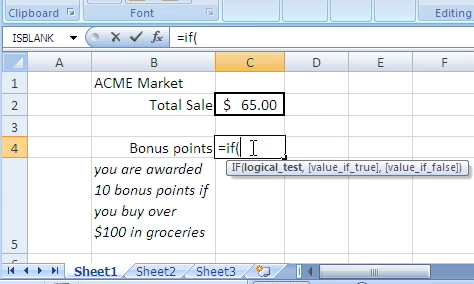 Clipboard Font Editing
ISBLANK =if(
A B C D E F
1 ACME Market
2 Total Sale $ 65.00
3
4 Bonus points =if(
IF(logical_test, [value_if_true], [value_if_false])
you are awarded
10 bonus points if
you buy over
5 $100 in groceries
Sheet1 Sheet2 Sheet3